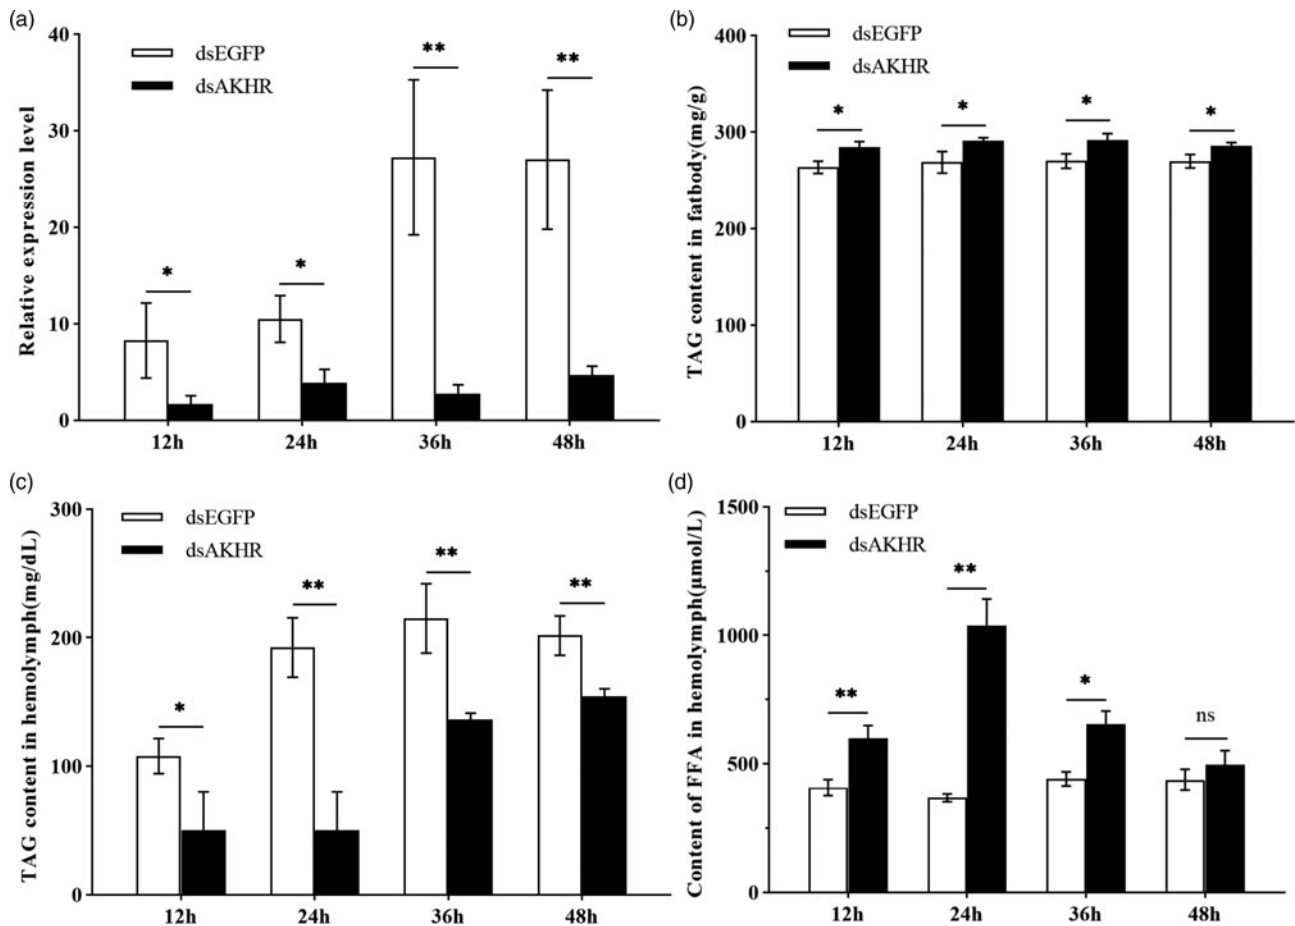 (a)
dsEGFP
dsAKHR
Relative expression level
40
30
20
10
0
*
*
**
**
12h
24h
36h
48h
(b)
dsEGFP
dsAKHR
TAG content in fatbody(mg/g)
400
300
200
100
0
*
*
*
*
12h
24h
36h
48h
(c)
dsEGFP
dsAKHR
TAG content in hemolymph(mg/dL)
300
200
100
0
*
**
**
**
12h
24h
36h
48h
(d)
dsEGFP
dsAKHR
Content of FFA in hemolymph(μmol/L)
1500
1000
500
0
**
**
*
ns
12h
24h
36h
48h